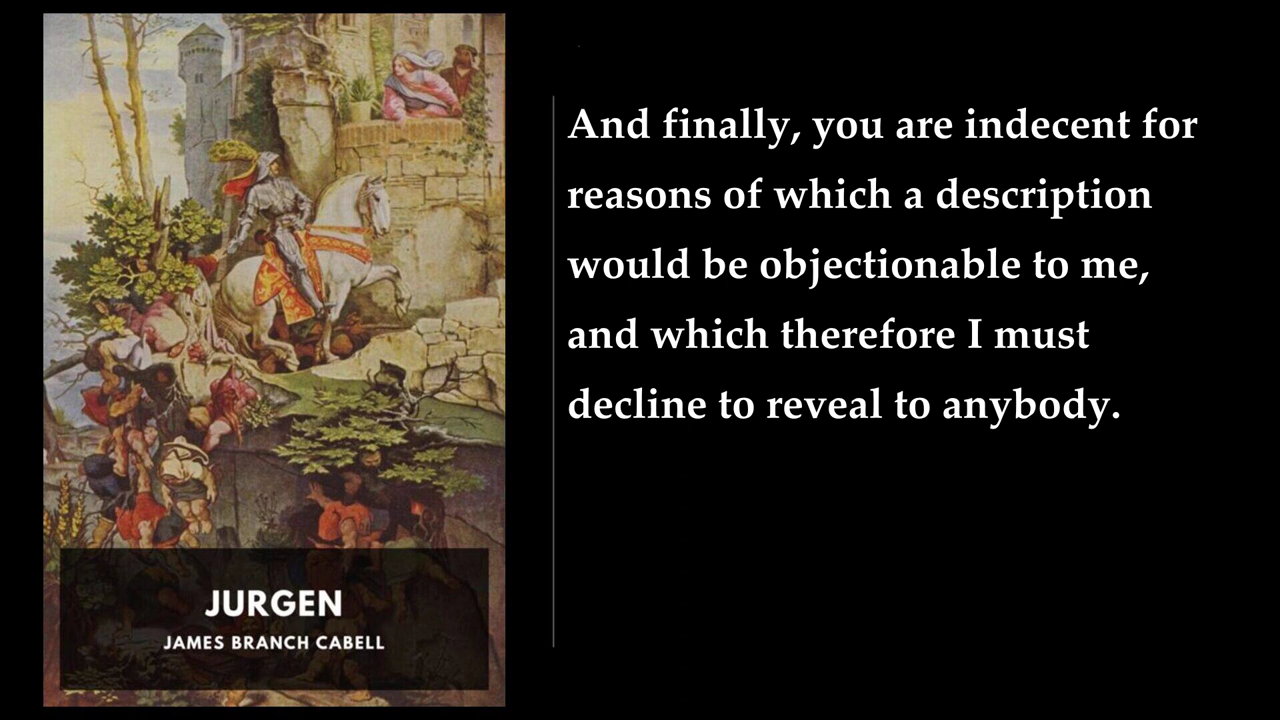 And finally, you are indecent for
reasons of which a description
would be objectionable to me,
and which therefore I must
decline to reveal to anybody.
JURGEN
JAMES BRANCH CABELL